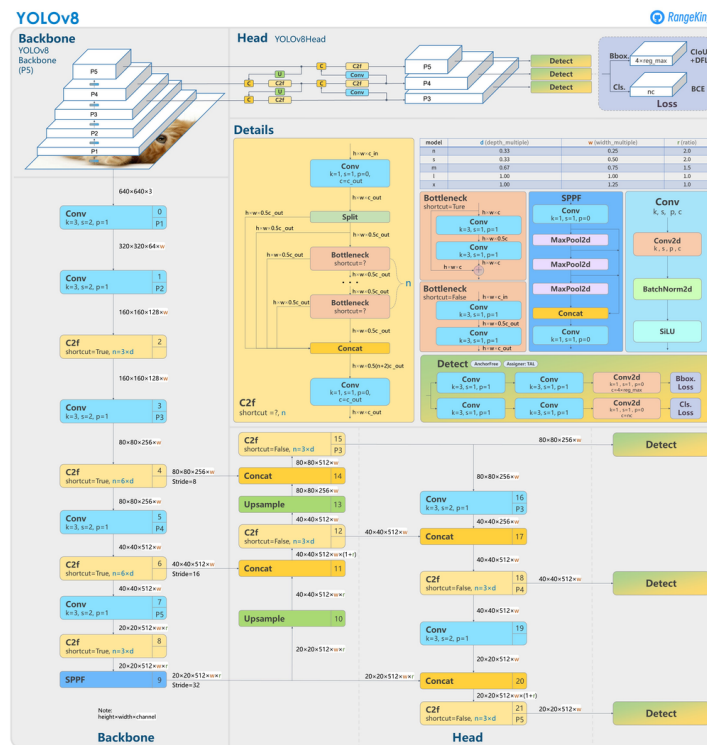 YOLOv8
RangeKin
Backbone
YOLOv8
Backbone
(P5)
P5
P4
P3
P2
P1
Head YOLOv8Head
C
C2f
U
Conv
C
C2f
C
C2f
U
Conv
C
C2f
P5
P4
P3
Detect
Detect
Detect
Bbox.
4×reg_max
CIoU
+DFL
Cls.
nc
BCE
Loss
640×640×3
Conv
k=3, s=2, p=1
0
P1
320×320×64×w
Conv
k=3, s=2, p=1
1
P2
160×160×128×w
C2f
shortcut=True, n=3×d
2
160×160×128×w
Conv
k=3, s=2, p=1
3
P3
80×80×256×w
C2f
shortcut=True, n=6×d
4
80×80×256×w
Stride=8
80×80×256×w
Conv
k=3, s=2, p=1
5
P4
40×40×512×w
C2f
shortcut=True, n=6×d
6
40×40×512×w
Stride=16
40×40×512×w
Conv
k=3, s=2, p=1
7
P5
20×20×512×w×r
C2f
shortcut=True, n=3×d
8
20×20×512×w×r
SPPF
9
20×20×512×w×r
Stride=32
Note:
height×width×channel
Backbone
Details
h=w=c_in
Conv
k=1, s=1, p=0,
c=c_out
h=w=c_out
Split
h=w=0.5c_out
h=w=0.5c_out
h=w=0.5c_out
Bottleneck
shortcut=?
h=w=0.5c_out
...
h=w=0.5c_out
h=w=0.5c_out
Bottleneck
shortcut=?
n
h=w=0.5c_out
Concat
h=w=0.5(n+2)c_out
Conv
k=1, s=1, p=0,
c=c_out
h=w=c_out
C2f
shortcut =?, n
model d (depth_multiple) w (width_multiple) r (ratio)
n 0.33 0.25 2.0
s 0.33 0.50 2.0
m 0.67 0.75 1.5
l 1.00 1.00 1.0
x 1.00 1.25 1.0
Bottleneck
shortcut=Ture
h=w=c
Conv
k=3, s=1, p=1
h=w=0.5c
Conv
k=3, s=1, p=1
h=w=c
h=w=c
Bottleneck
shortcut=False
h=w=c_in
Conv
k=3, s=1, p=1
h=w=0.5c_out
Conv
k=3, s=1, p=1
h=w=c_out
SPPF
Conv
k=1, s=1, p=0
MaxPool2d
MaxPool2d
MaxPool2d
Concat
Conv
k=1, s=1, p=0
Conv
k, s, p, c
Conv2d
k, s, p, c
BatchNorm2d
SiLU
Detect
AnchorFree
Assigner: TAL
Conv
k=3, s=1, p=1
Conv
k=3, s=1, p=1
Conv2d
k=1, s=1, p=0
c=4×reg_max
Bbox.
Loss
Conv
k=3, s=1, p=1
Conv
k=3, s=1, p=1
Conv2d
k=1, s=1, p=0
c=nc
Cls.
Loss
C2f
shortcut=False, n=3×d
15
P3
80×80×256×w
Detect
80×80×512×w
Concat
14
80×80×256×w
Upsample
13
40×40×512×w
C2f
shortcut=False, n=3×d
12
40×40×512×w
40×40×512×w×(1+r)
Concat
11
40×40×512×w×r
Upsample
10
20×20×512×w×r
80×80×256×w
Conv
k=3, s=2, p=1
16
P3
40×40×256×w
Concat
17
40×40×512×w
C2f
shortcut=False, n=3×d
18
P4
40×40×512×w
Detect
40×40×512×w
Conv
k=3, s=2, p=1
19
20×20×512×w
20×20×512×w×r
Concat
20
20×20×512×w×(1+r)
C2f
shortcut=False, n=3×d
21
P5
20×20×512×w
Detect
Head